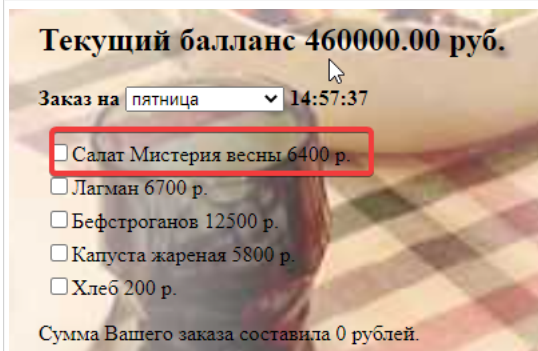 Текущий балланс 460000.00 руб.
Заказ на пятница 14:57:37
Салат Мистерия весны 6400 р.
Лагман 6700 р.
Бефстроганов 12500 р.
Капуста жареная 5800 р.
Хлеб 200 р.
Сумма Вашего заказа составила 0 рублей.